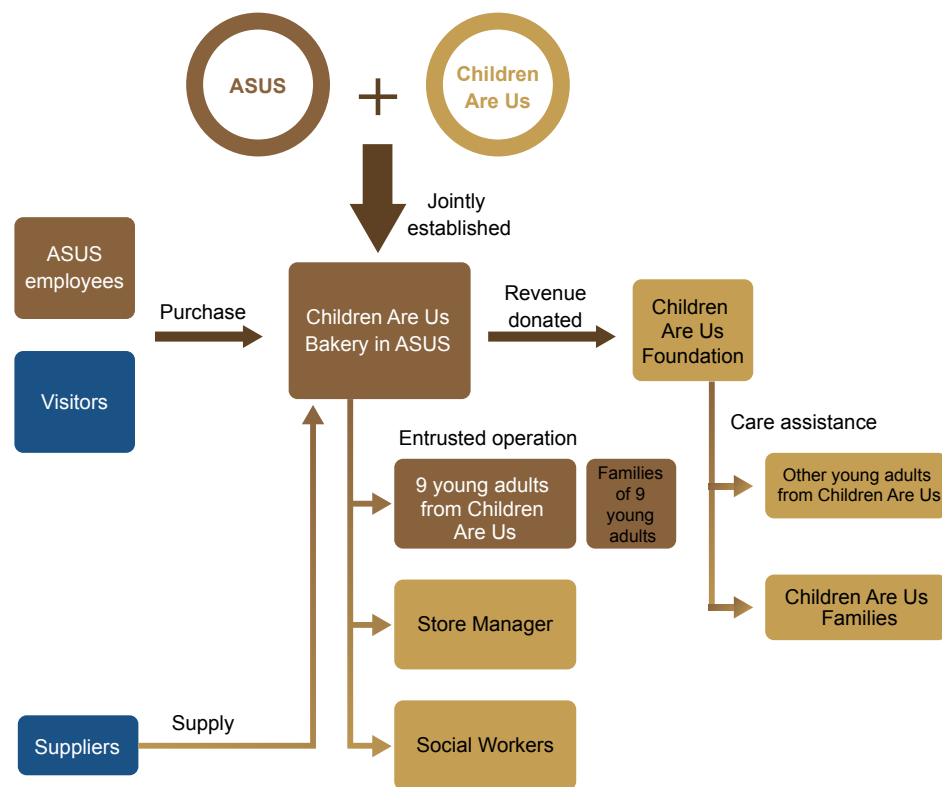 ASUS
Children
Are Us
Jointly
established
ASUS
employees
Purchase
Visitors
Children Are Us
Bakery in ASUS
Revenue
donated
Children
Are Us
Foundation
Care assistance
Entrusted operation
9 young adults
from Children
Are Us
Families
of 9
young
adults
Other young adults
from Children Are Us
Store Manager
Children Are Us
Families
Suppliers
Supply
Social Workers